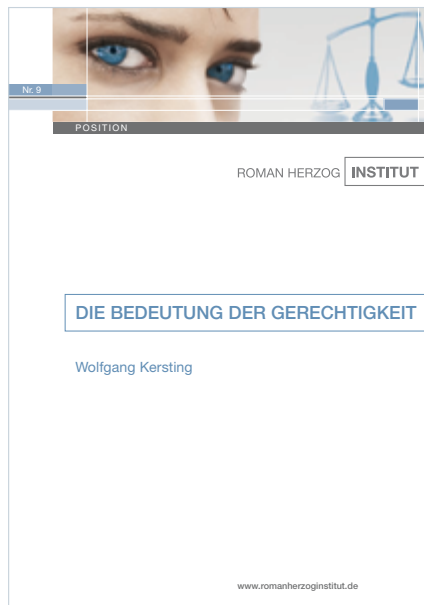 Nr. 9
POSITION
ROMAN HERZOG INSTITUT
DIE BEDEUTUNG DER GERECHTIGKEIT
Wolfgang Kersting
www.romanherzoginstitut.de